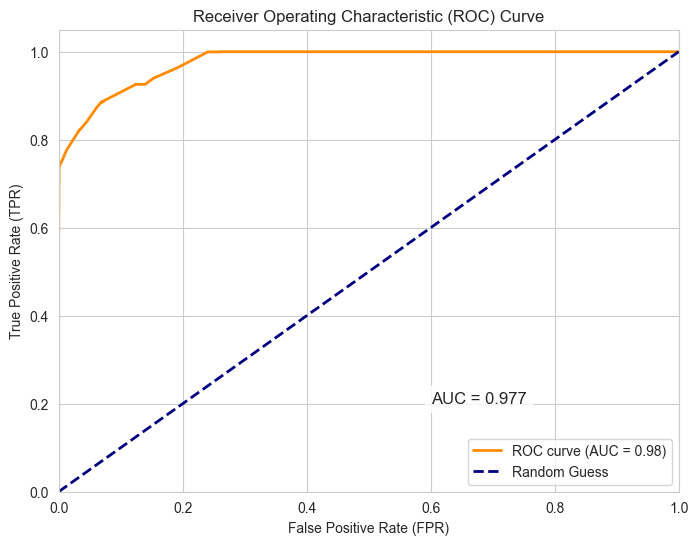 Receiver Operating Characteristic (ROC) Curve
1.0
0.8
0.6
0.4
0.2
0.0
True Positive Rate (TPR)
AUC = 0.977
ROC curve (AUC = 0.98)
Random Guess
0.0 0.2 0.4 0.6 0.8 1.0
False Positive Rate (FPR)